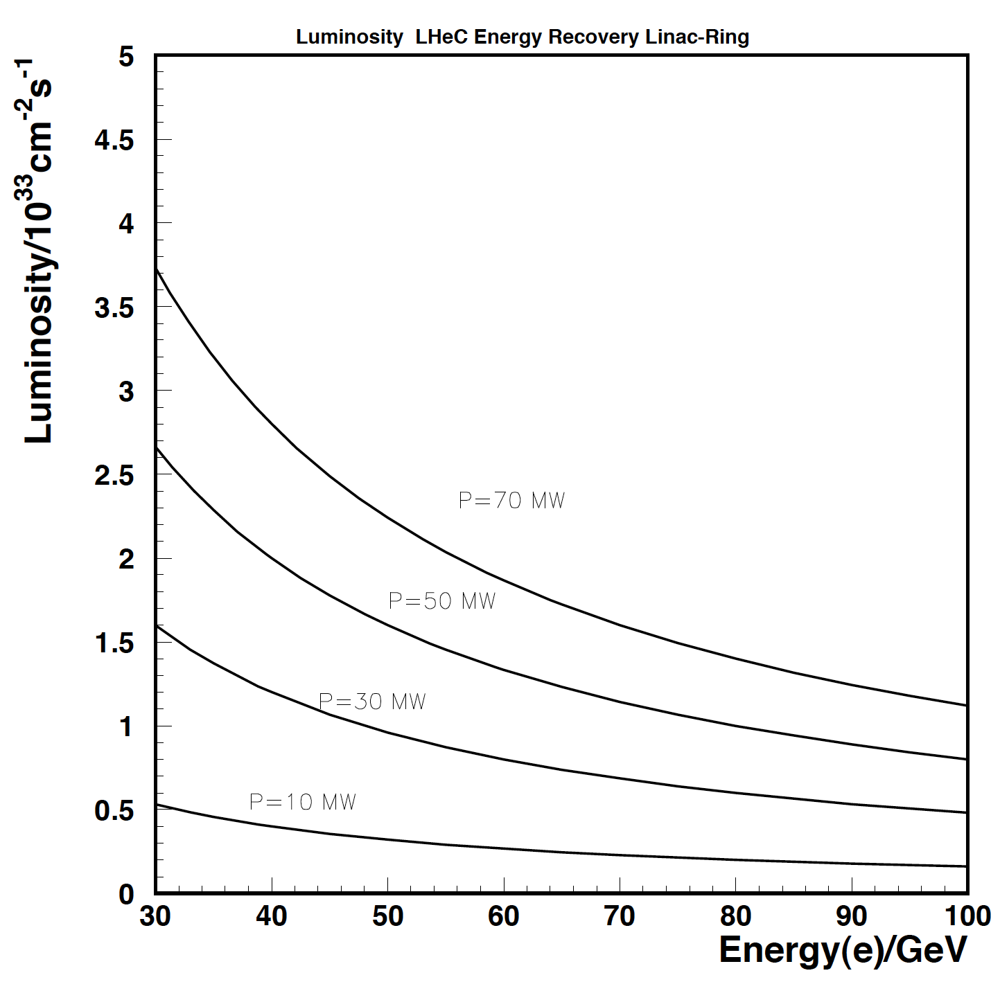 Luminosity LHeC Energy Recovery Linac-Ring
Luminosity/10³³cm⁻²s⁻¹
5
4.5
4
3.5
3
2.5
2
1.5
1
0.5
0
P=70 MW
P=50 MW
P=30 MW
P=10 MW
30 40 50 60 70 80 90 100
Energy(e)/GeV